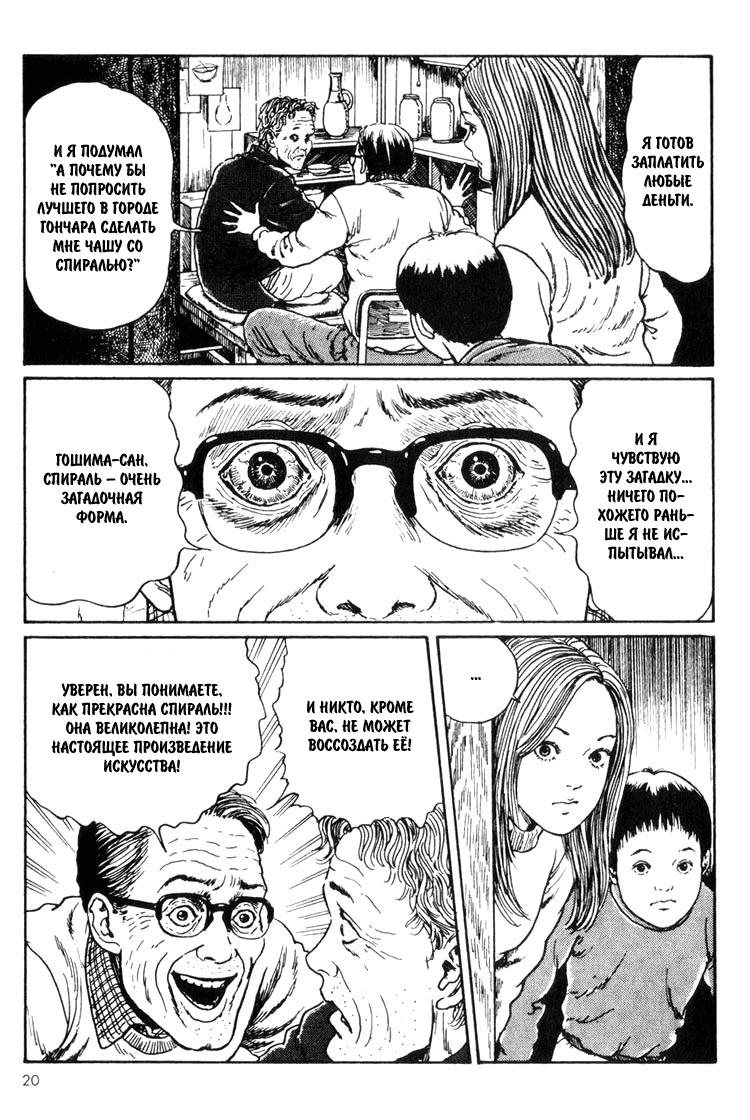 И Я ПОДУМАЛ
"А ПОЧЕМУ БЫ
НЕ ПОПРОСИТЬ
ЛУЧШЕГО В ГОРОДЕ
ГОНЧАРА СДЕЛАТЬ
МНЕ ЧАШУ СО
СПИРАЛЬЮ?"
Я ГОТОВ
ЗАПЛАТИТЬ
ЛЮБЫЕ
ДЕНЬГИ.
ГОШИМА-САН,
СПИРАЛЬ – ОЧЕНЬ
ЗАГАДОЧНАЯ
ФОРМА.
И Я
ЧУВСТВУЮ
ЭТУ ЗАГАДКУ...
НИЧЕГО ПО-
ХОЖЕГО РАНЬ-
ШЕ Я НЕ ИС-
ПЫТЫВАЛ...
УВЕРЕН, ВЫ ПОНИМАЕТЕ,
КАК ПРЕКРАСНА СПИРАЛЬ!!!
ОНА ВЕЛИКОЛЕПНА! ЭТО
НАСТОЯЩЕЕ ПРОИЗВЕДЕНИЕ
ИСКУССТВА!
И НИКТО, КРОМЕ
ВАС, НЕ МОЖЕТ
ВОССОЗДАТЬ ЕЁ!
...
20